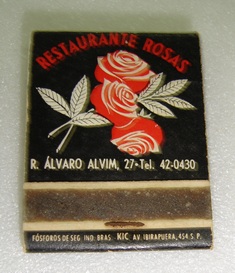 RESTAURANTE ROSAS
R. ÁLVARO ALVIM, 27-Tel. 42-0430
FÓSFOROS DE SEG. IND. BRAS. KIC AV. IBIRAPUERA, 454 S. P.